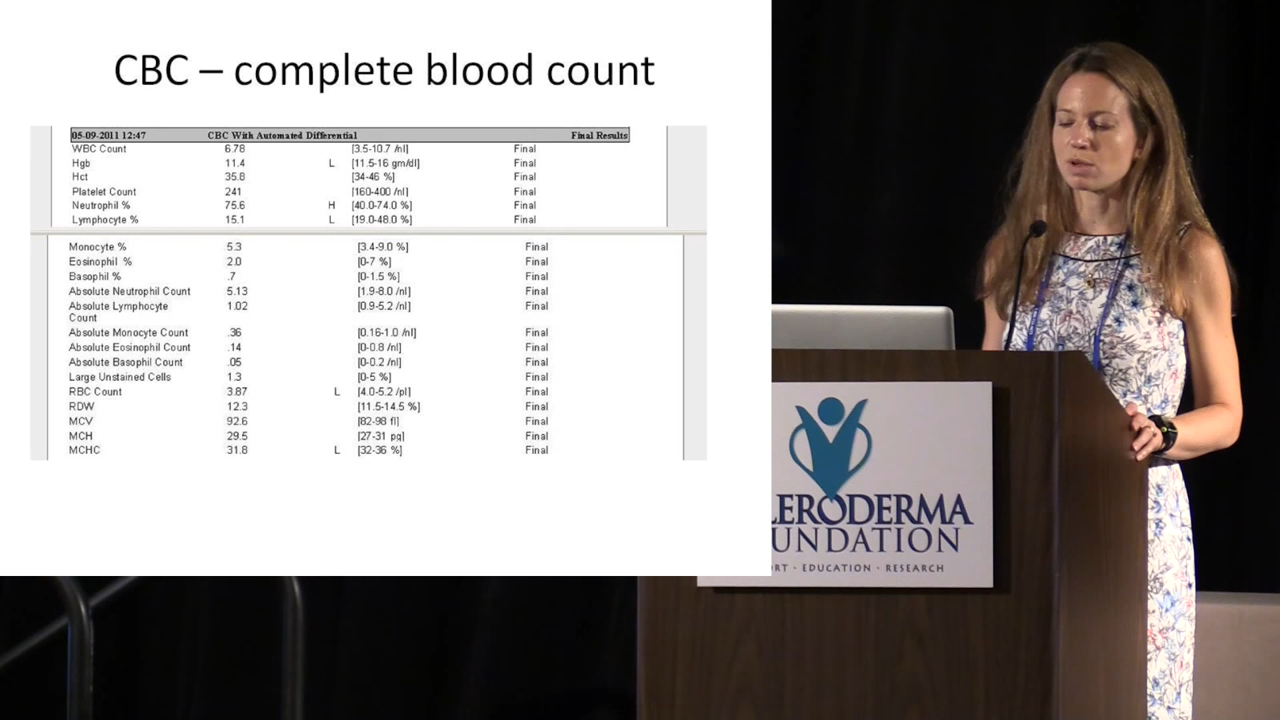 CBC – complete blood count
05-09-2011 12:47 CBC With Automated Differential Final Results
WBC Count 6.78 [3.5-10.7 /nl] Final
Hgb 11.4 L [11.5-16 gm/dl] Final
Hct 35.8 [34-46 %] Final
Platelet Count 241 [160-400 /nl] Final
Neutrophil % 75.6 H [40.0-74.0 %] Final
Lymphocyte % 15.1 L [19.0-48.0 %] Final
Monocyte % 5.3 [3.4-9.0 %] Final
Eosinophil % 2.0 [0-7 %] Final
Basophil % .7 [0-1.5 %] Final
Absolute Neutrophil Count 5.13 [1.9-8.0 /nl] Final
Absolute Lymphocyte 1.02 [0.9-5.2 /nl] Final
Count
Absolute Monocyte Count .36 [0.16-1.0 /nl] Final
Absolute Eosinophil Count .14 [0-0.8 /nl] Final
Absolute Basophil Count .05 [0-0.2 /nl] Final
Large Unstained Cells 1.3 [0-5 %] Final
RBC Count 3.87 L [4.0-5.2 /pl] Final
RDW 12.3 [11.5-14.5 %] Final
MCV 92.6 [82-98 fl] Final
MCH 29.5 [27-31 pg] Final
MCHC 31.8 L [32-36 %] Final
LERODERMA
UNDATION
RT · EDUCATION · RESEARCH